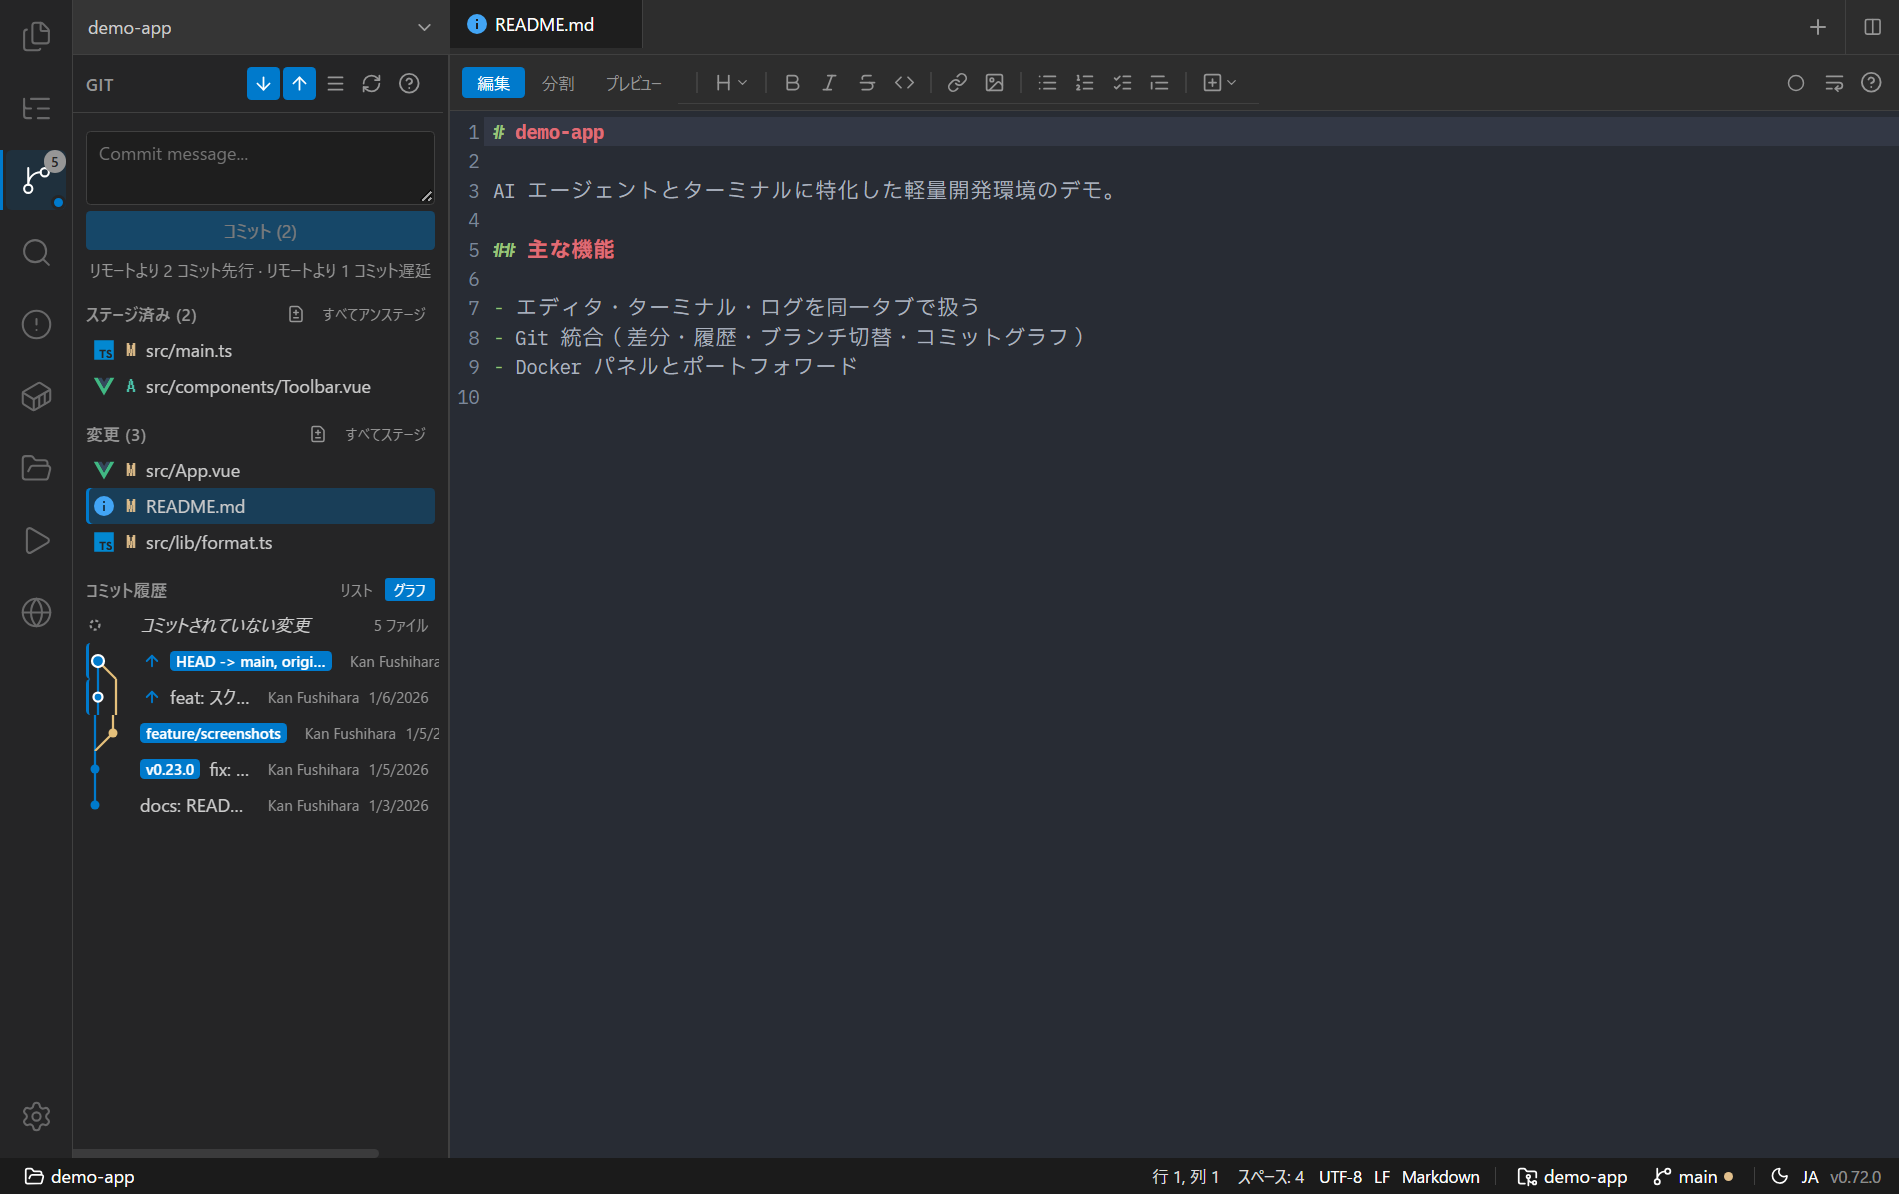 demo-app
README.md
GIT
編集 分割 プレビュー H B I S
5
Commit message...
コミット (2)
リモートより 2 コミット先行 · リモートより 1 コミット遅延
ステージ済み (2) すべてアンステージ
TS M src/main.ts
A src/components/Toolbar.vue
変更 (3) すべてステージ
M src/App.vue
M README.md
TS M src/lib/format.ts
コミット履歴 リスト グラフ
コミットされていない変更 5 ファイル
HEAD -> main, origi... Kan Fushihara
feat: スク... Kan Fushihara 1/6/2026
feature/screenshots Kan Fushihara 1/5/2
v0.23.0 fix: ... Kan Fushihara 1/5/2026
docs: READ... Kan Fushihara 1/3/2026
1 # demo-app
2
3 AI エージェントとターミナルに特化した軽量開発環境のデモ。
4
5 ## 主な機能
6
7 - エディタ・ターミナル・ログを同一タブで扱う
8 - Git 統合（差分・履歴・ブランチ切替・コミットグラフ）
9 - Docker パネルとポートフォワード
10
demo-app 行 1, 列 1 スペース: 4 UTF-8 LF Markdown demo-app main JA v0.72.0